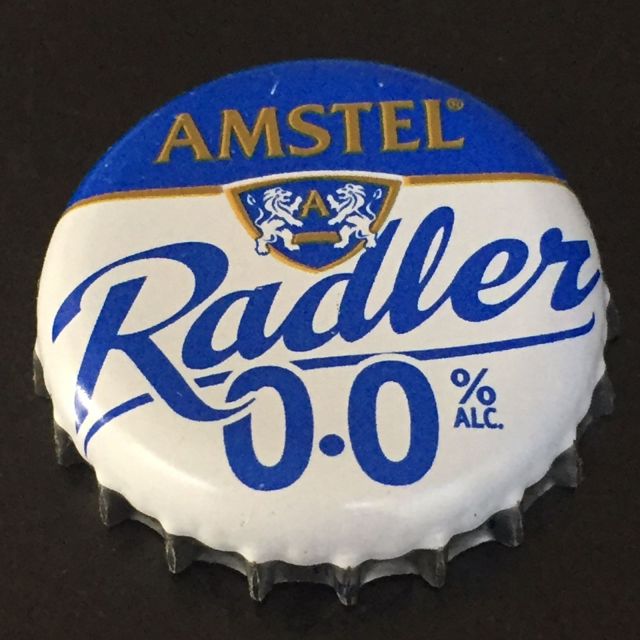 AMSTEL®
A
Radler
0.0 % ALC.